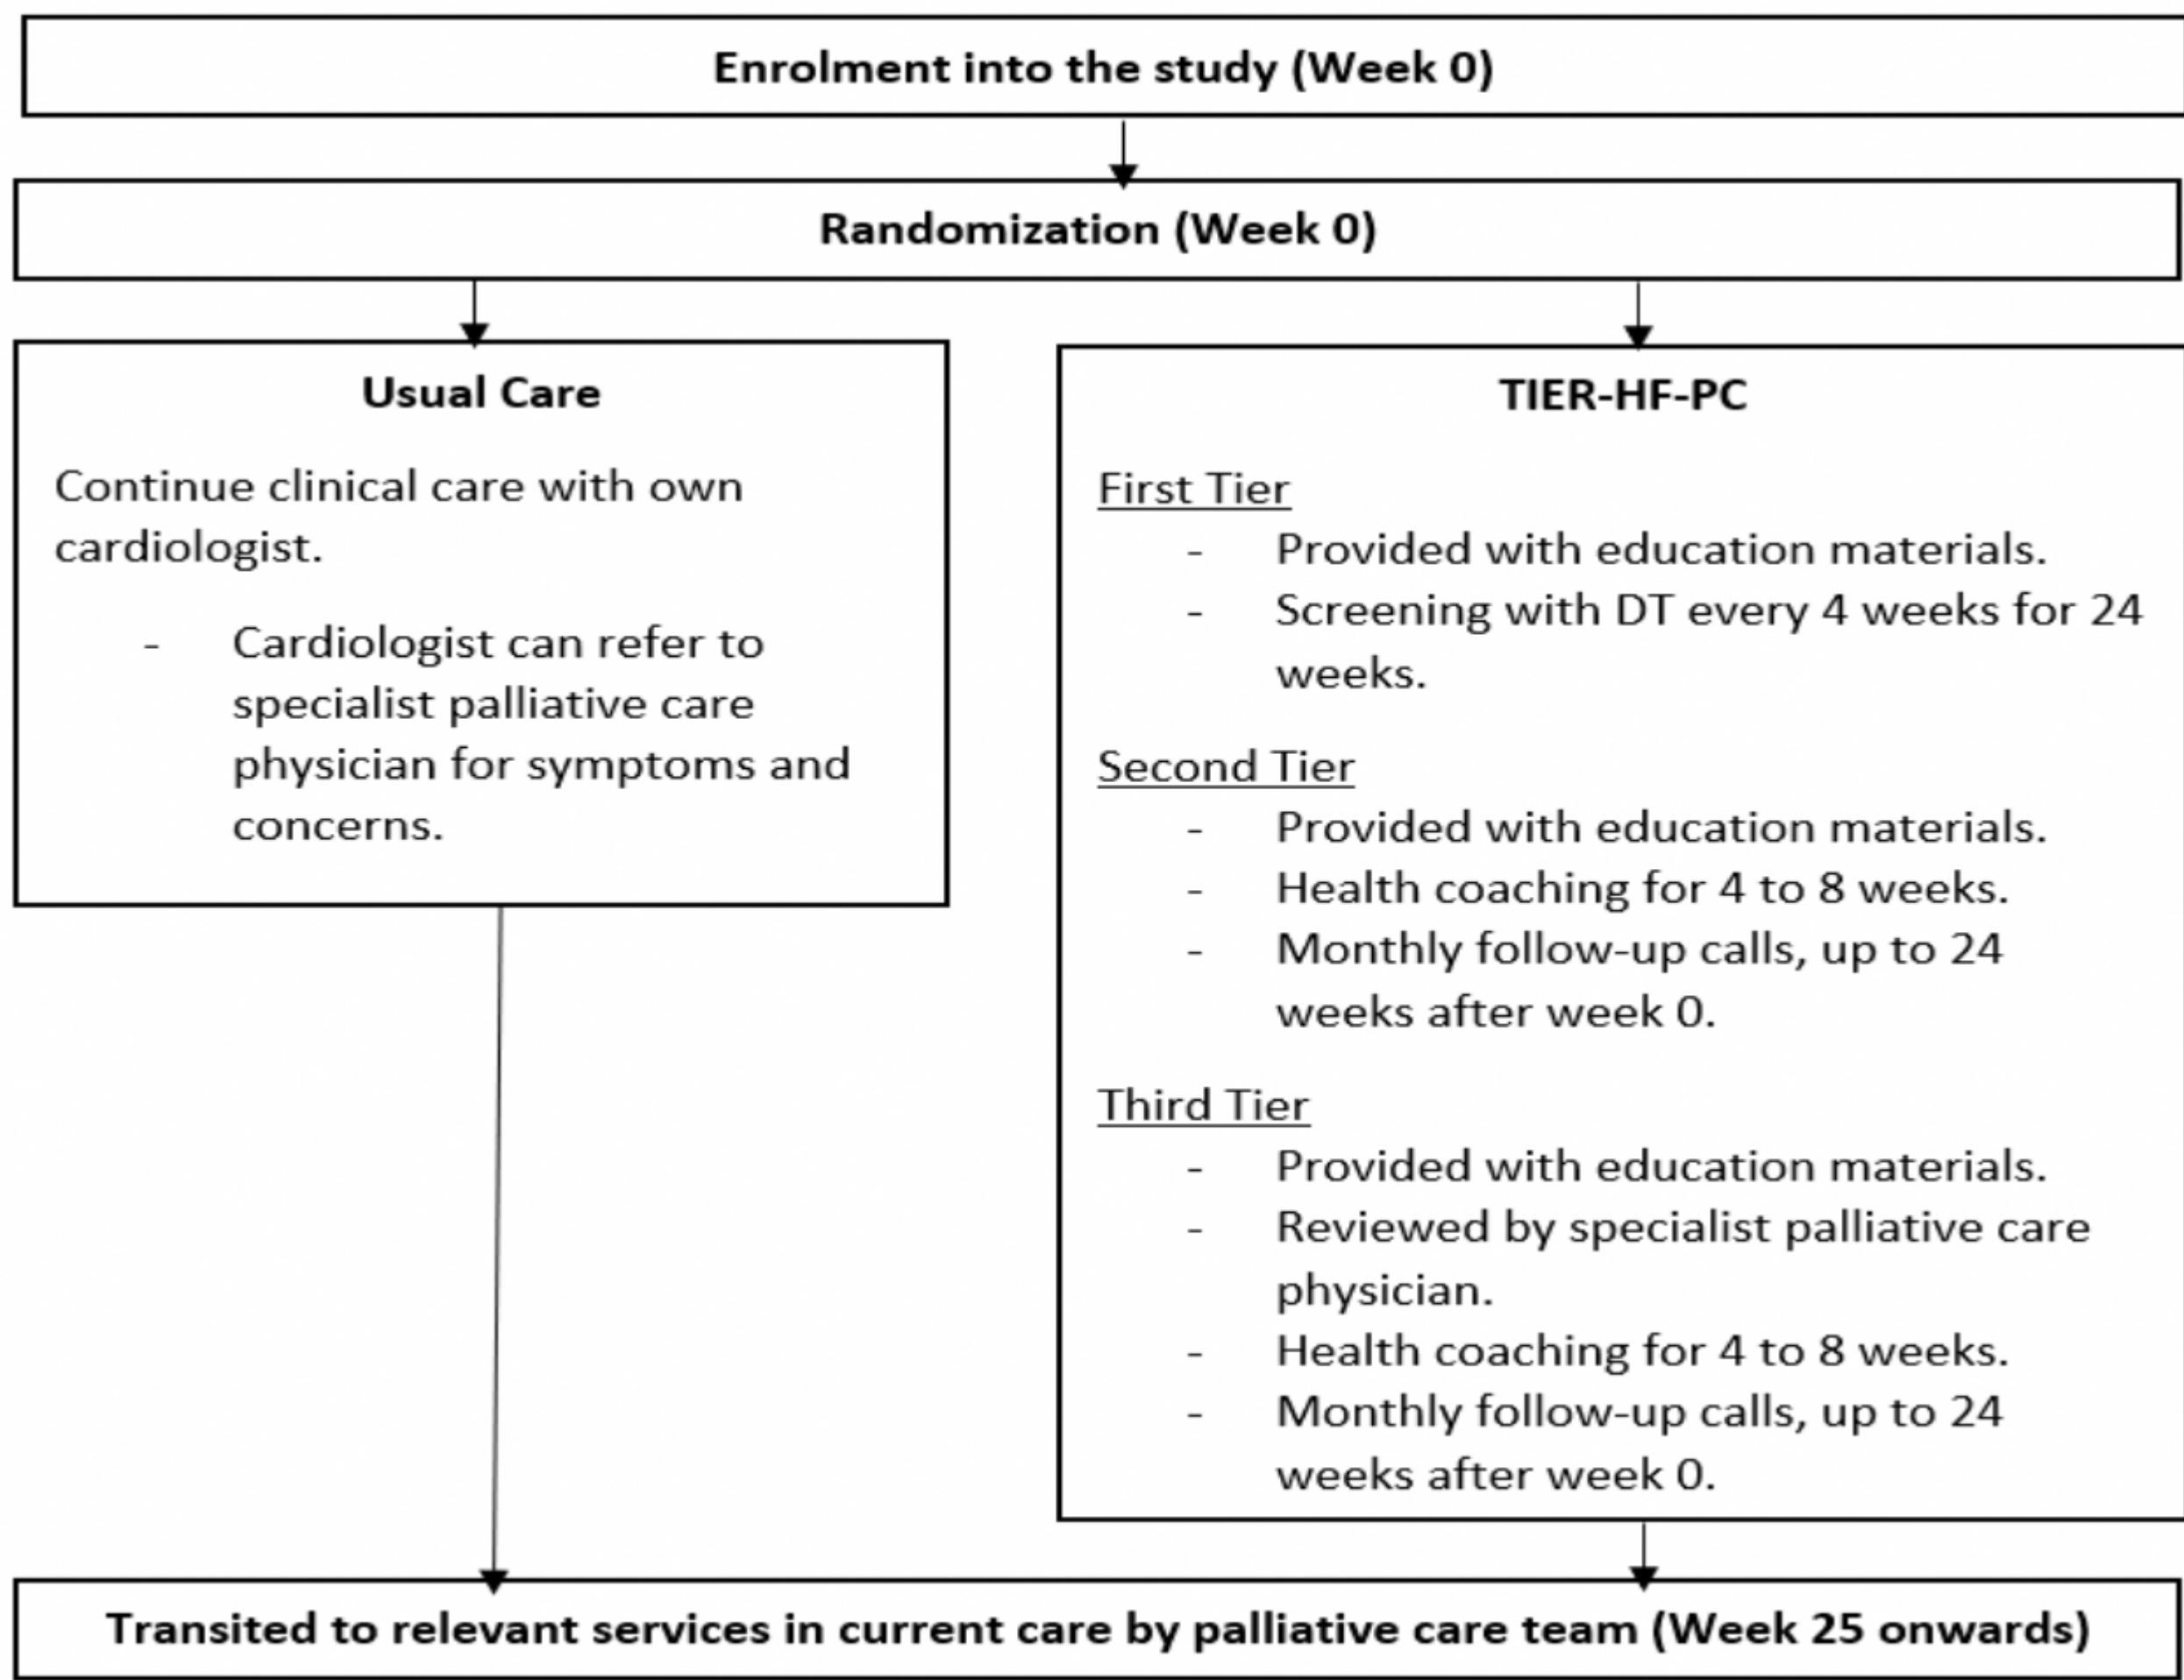 Enrolment into the study (Week 0)
Randomization (Week 0)
Usual Care
Continue clinical care with own
cardiologist.
- Cardiologist can refer to
specialist palliative care
physician for symptoms and
concerns.
TIER-HF-PC
First Tier
- Provided with education materials.
- Screening with DT every 4 weeks for 24
weeks.
Second Tier
- Provided with education materials.
- Health coaching for 4 to 8 weeks.
- Monthly follow-up calls, up to 24
weeks after week 0.
Third Tier
- Provided with education materials.
- Reviewed by specialist palliative care
physician.
- Health coaching for 4 to 8 weeks.
- Monthly follow-up calls, up to 24
weeks after week 0.
Transited to relevant services in current care by palliative care team (Week 25 onwards)